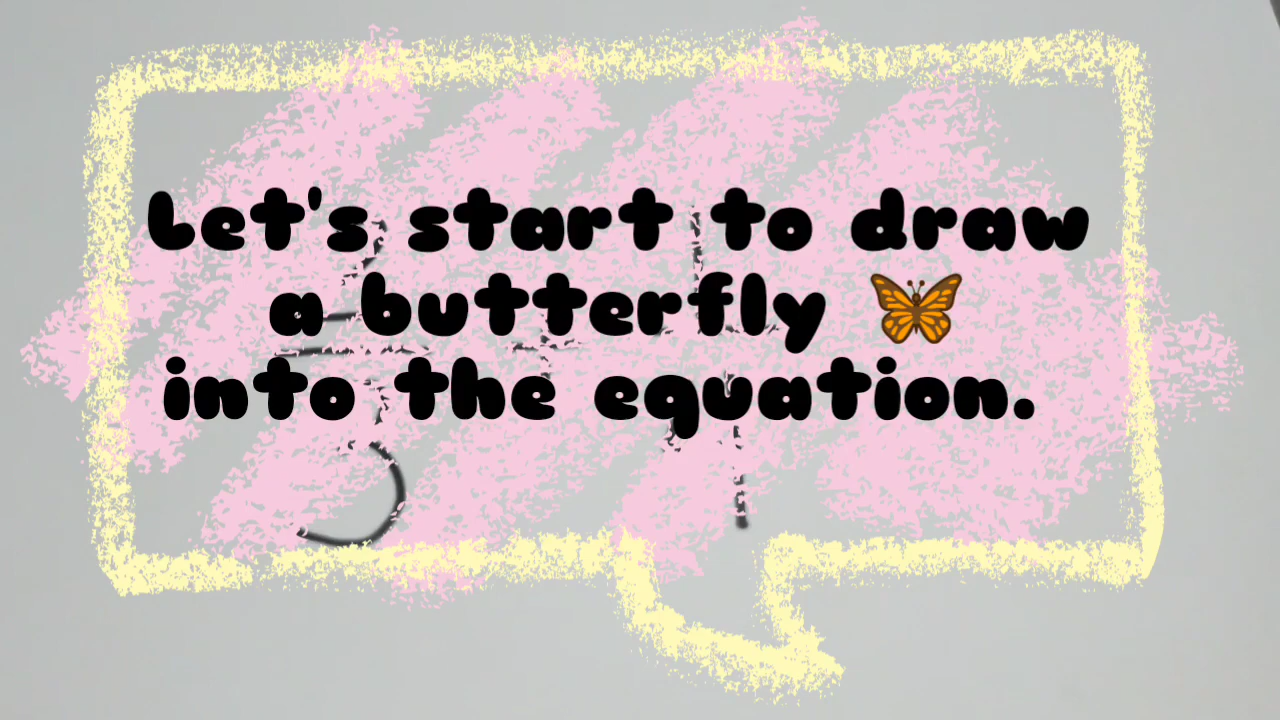 Let's start to draw
a butterfly 🦋
into the equation.